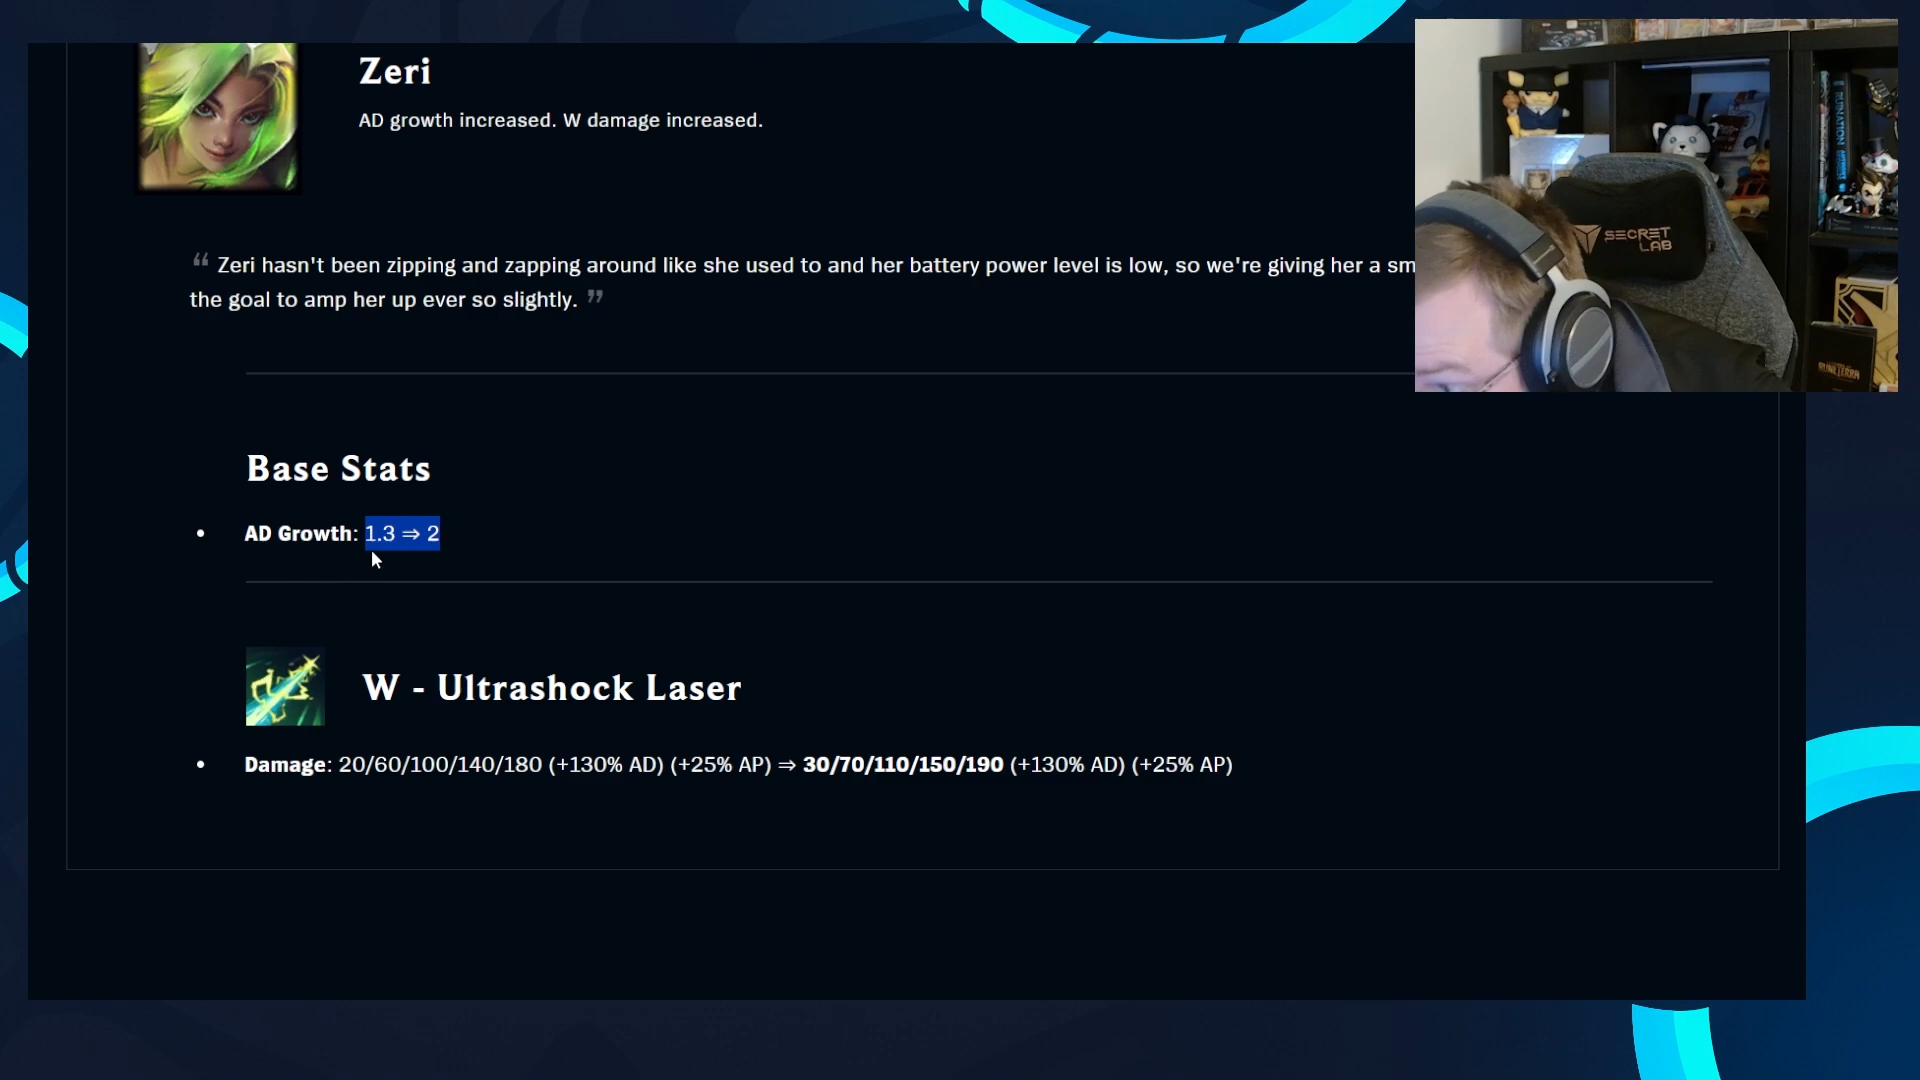 Zeri
AD growth increased. W damage increased.
“ Zeri hasn't been zipping and zapping around like she used to and her battery power level is low, so we're giving her a sm
the goal to amp her up ever so slightly. ”
Base Stats
• AD Growth: 1.3 ⇒ 2
W - Ultrashock Laser
• Damage: 20/60/100/140/180 (+130% AD) (+25% AP) ⇒ 30/70/110/150/190 (+130% AD) (+25% AP)
SECRET
LAB
RUINATION
RUNETERRA